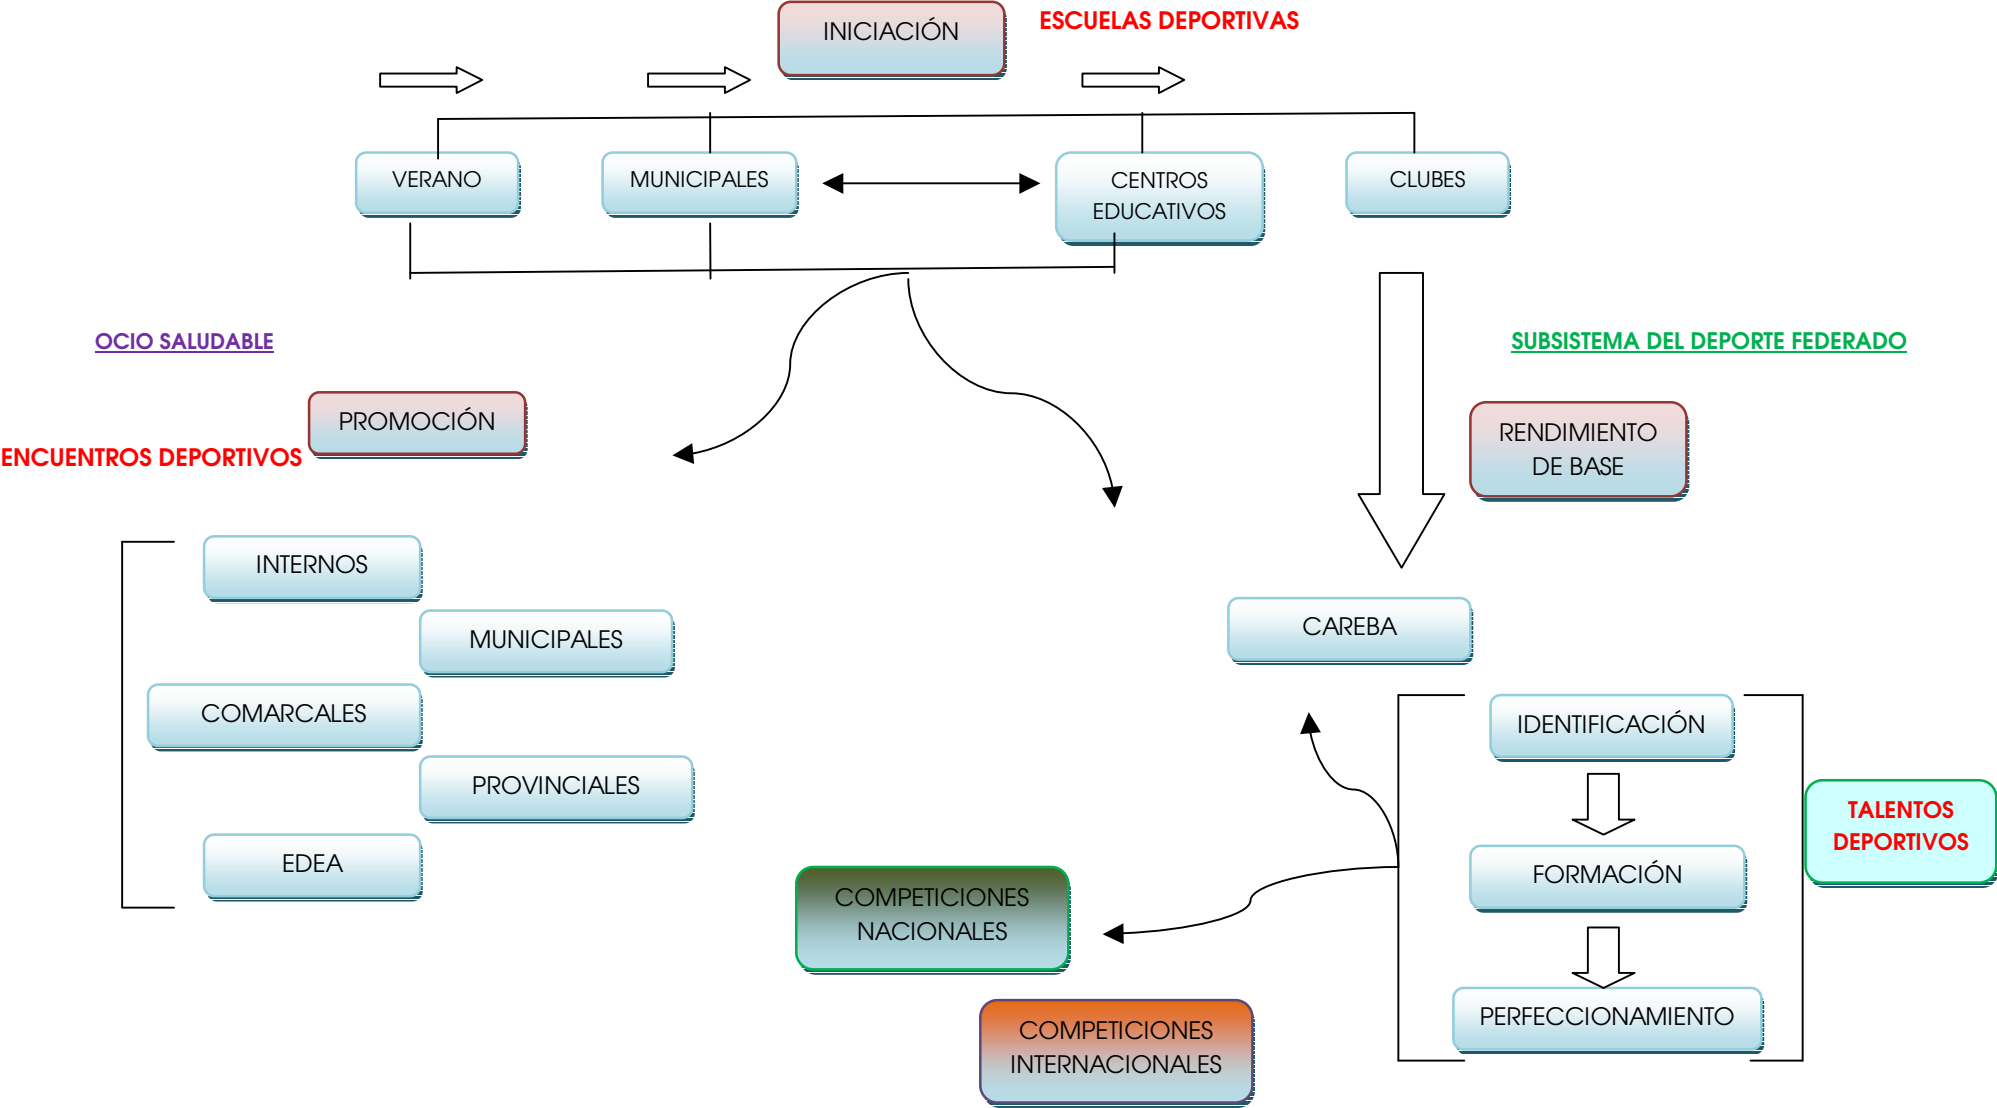 INICIACIÓN
ESCUELAS DEPORTIVAS
VERANO
MUNICIPALES
CENTROS
EDUCATIVOS
CLUBES
OCIO SALUDABLE
SUBSISTEMA DEL DEPORTE FEDERADO
PROMOCIÓN
ENCUENTROS DEPORTIVOS
RENDIMIENTO
DE BASE
INTERNOS
MUNICIPALES
COMARCALES
PROVINCIALES
EDEA
CAREBA
IDENTIFICACIÓN
FORMACIÓN
PERFECCIONAMIENTO
TALENTOS
DEPORTIVOS
COMPETICIONES
NACIONALES
COMPETICIONES
INTERNACIONALES